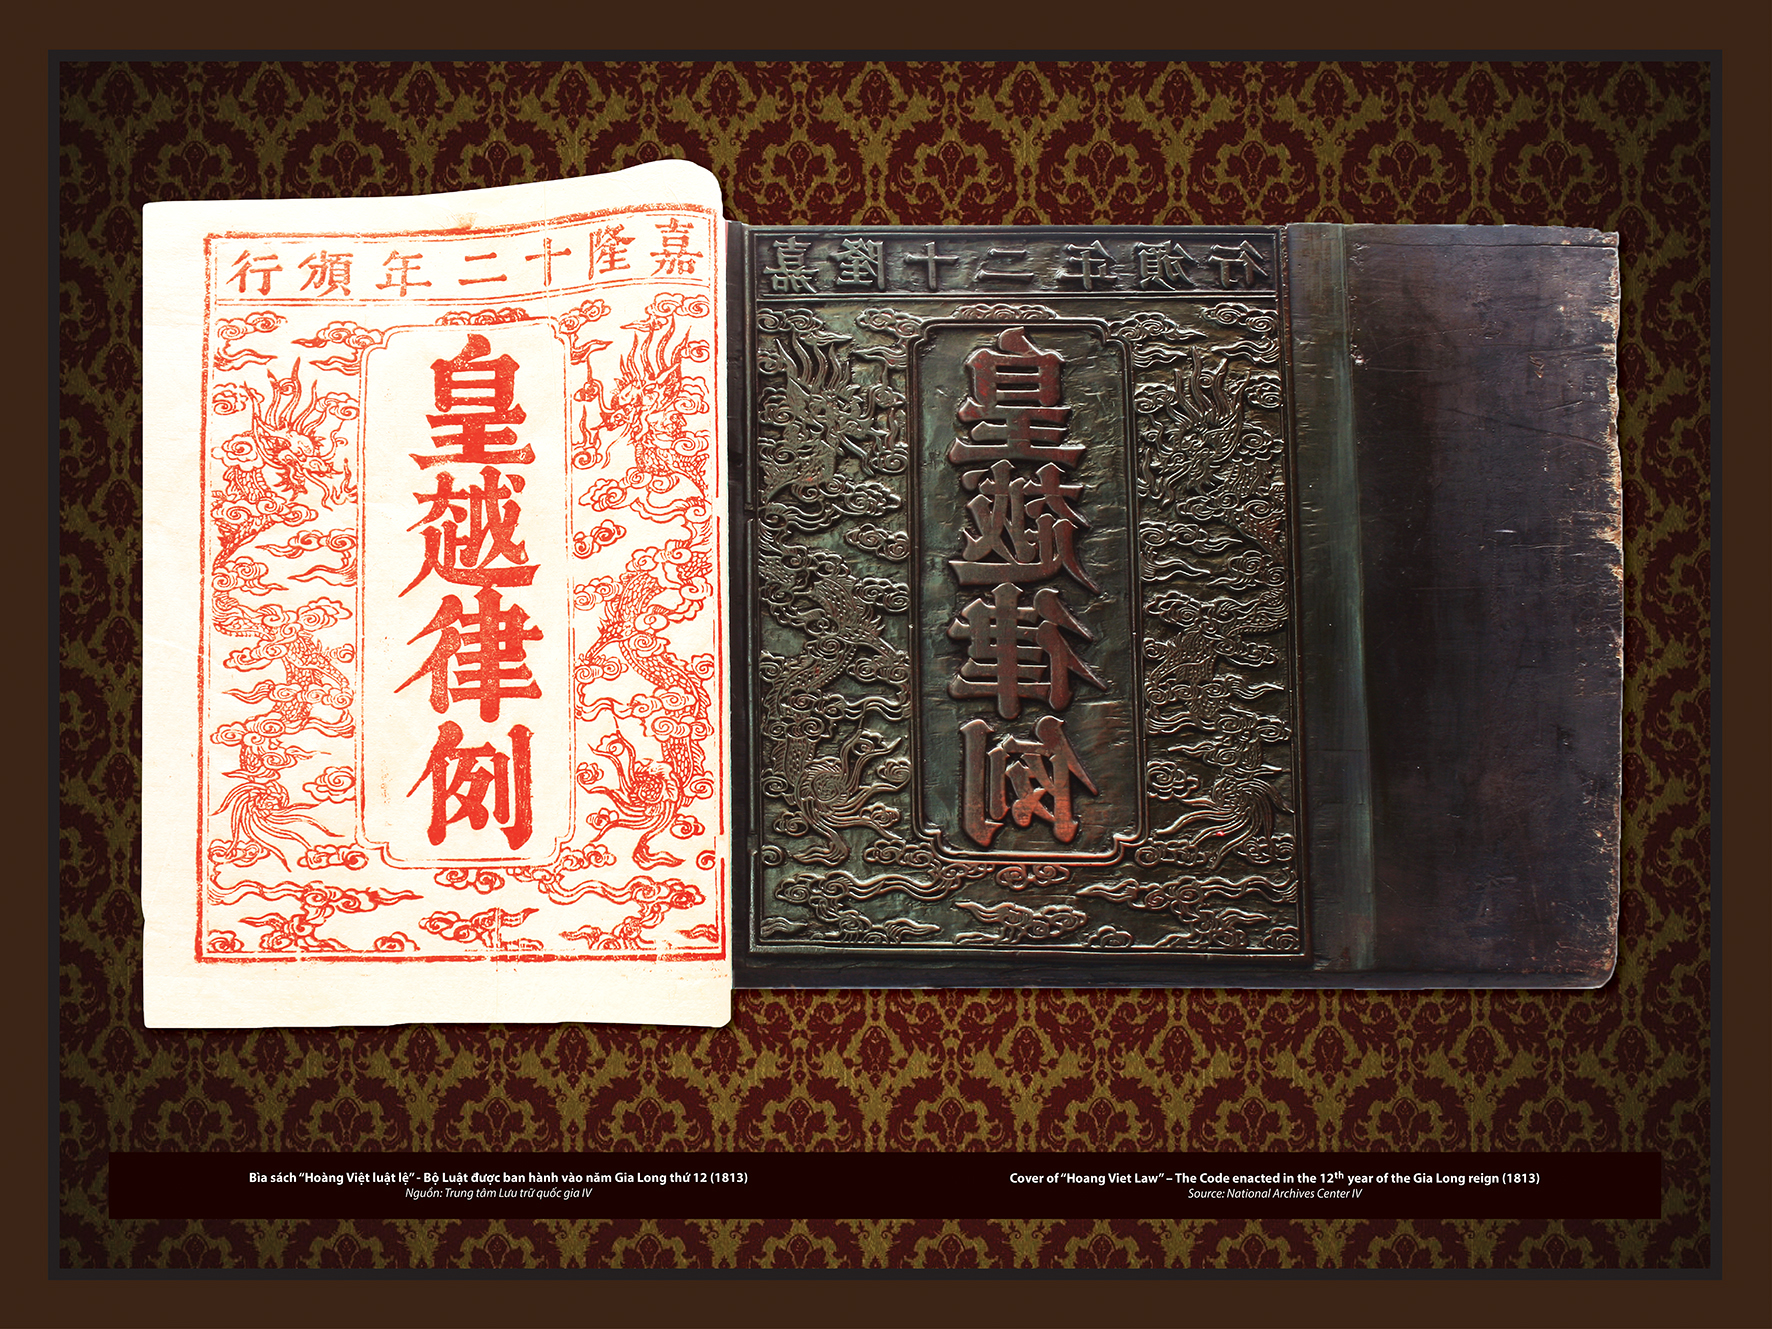 嘉隆十二年頒行
皇越律例
嘉隆十二年頒行
皇越律例
Bìa sách “Hoàng Việt luật lệ” - Bộ Luật được ban hành vào năm Gia Long thứ 12 (1813)
Nguồn: Trung tâm Lưu trữ quốc gia IV
Cover of “Hoang Viet Law” – The Code enacted in the 12th year of the Gia Long reign (1813)
Source: National Archives Center IV